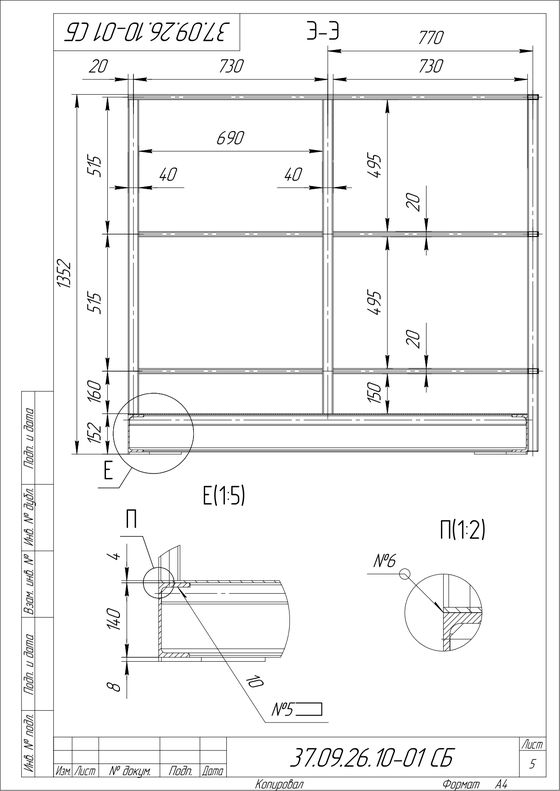 37.09.26.10-01 СБ
Э-Э
770
20
730
730
690
515
40
40
495
20
1352
515
495
20
160
150
152
Е
Е(1:5)
П
П(1:2)
4
№6
140
8
10
№5
Подп. и дата
Инв. № дубл.
Взам. инв. №
Подп. и дата
Инв. № подл.
Изм. Лист № докум. Подп. Дата
37.09.26.10-01 СБ
Лист
5
Копировал
Формат А4